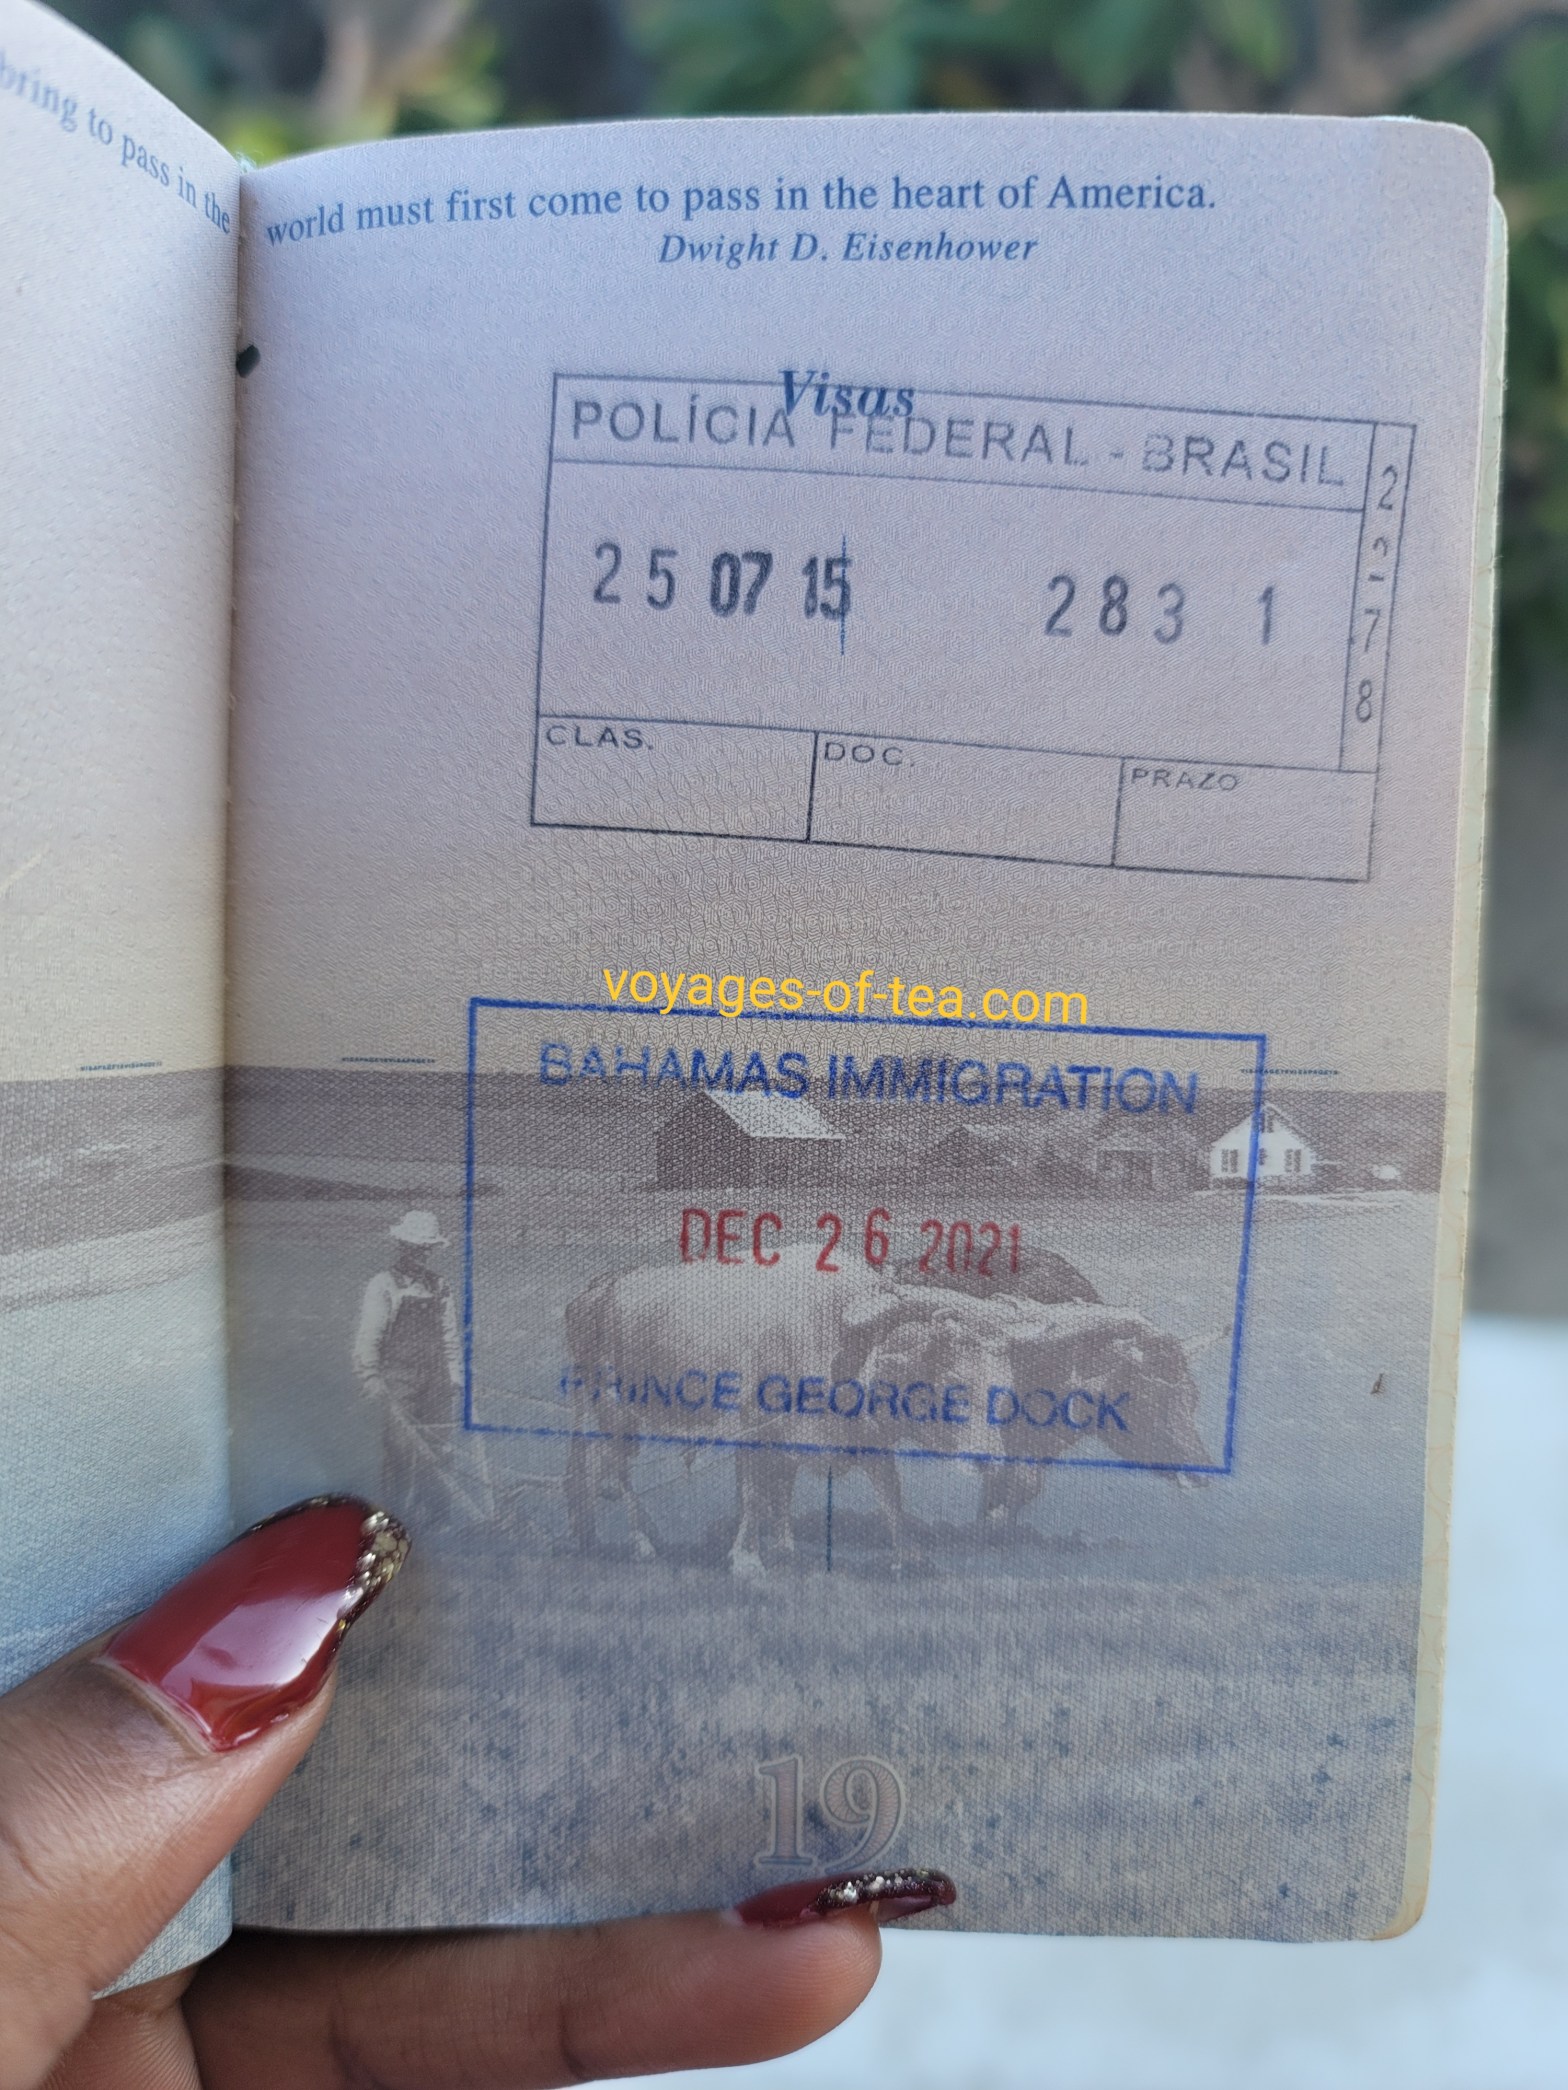 bring to pass in the
world must first come to pass in the heart of America.
Dwight D. Eisenhower
Visas
POLÍCIA FEDERAL - BRASIL
25 07 15 283 1
2
2
7
8
CLAS. DOC. PRAZO
voyages-of-tea.com
BAHAMAS IMMIGRATION
DEC 26 2021
PRINCE GEORGE DOCK
19